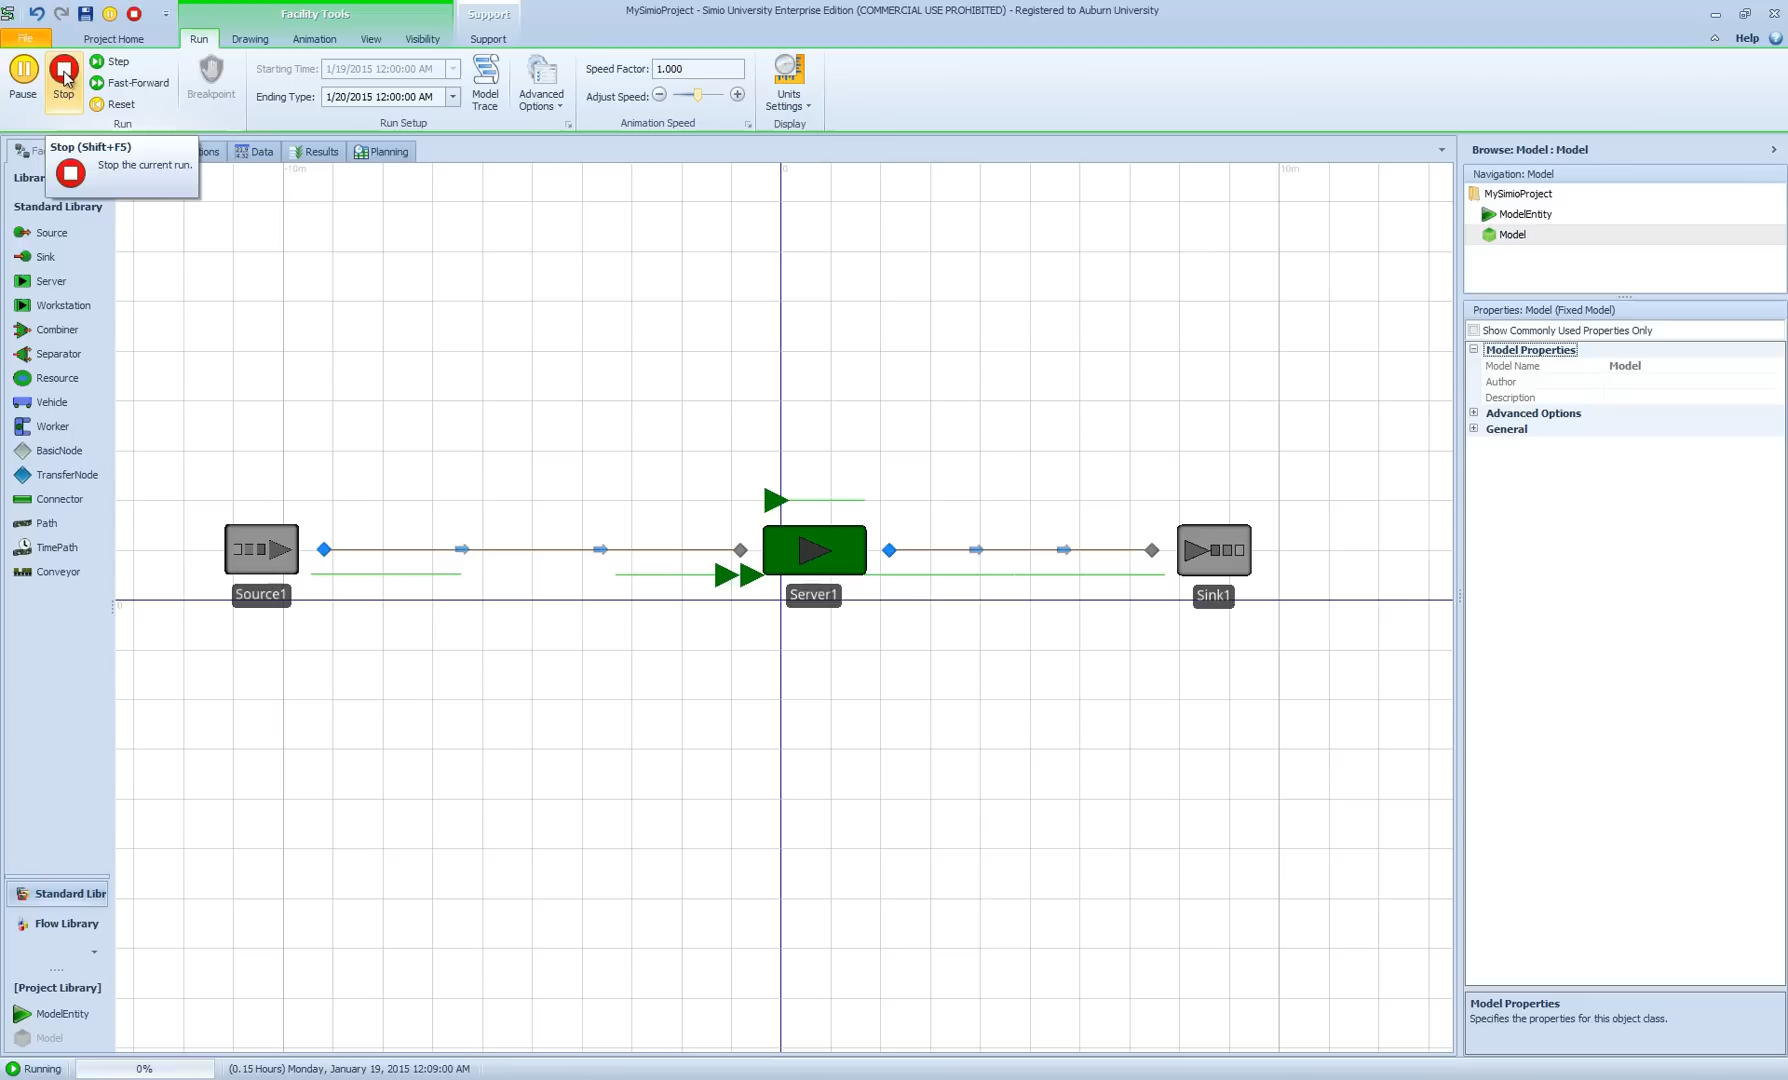 Facility Tools
Support
MySimioProject - Simio University Enterprise Edition (COMMERCIAL USE PROHIBITED) - Registered to Auburn University
File
Project Home
Run
Drawing
Animation
View
Visibility
Support
Help
Pause
Stop
Step
Fast-Forward
Reset
Run
Breakpoint
Starting Time:
1/19/2015 12:00:00 AM
Ending Type:
1/20/2015 12:00:00 AM
Model
Trace
Advanced
Options
Run Setup
Speed Factor:
1.000
Adjust Speed:
Animation Speed
Units
Settings
Display
Stop (Shift+F5)
Stop the current run.
Data
Results
Planning
-10m
0
10m
Standard Library
Source
Sink
Server
Workstation
Combiner
Separator
Resource
Vehicle
Worker
BasicNode
TransferNode
Connector
Path
TimePath
Conveyor
Source1
Server1
Sink1
0
Standard Libr
Flow Library
[Project Library]
ModelEntity
Model
Browse: Model : Model
Navigation: Model
MySimioProject
ModelEntity
Model
Properties: Model (Fixed Model)
Show Commonly Used Properties Only
Model Properties
Model Name
Model
Author
Description
Advanced Options
General
Model Properties
Specifies the properties for this object class.
Running
0%
(0.15 Hours) Monday, January 19, 2015 12:09:00 AM